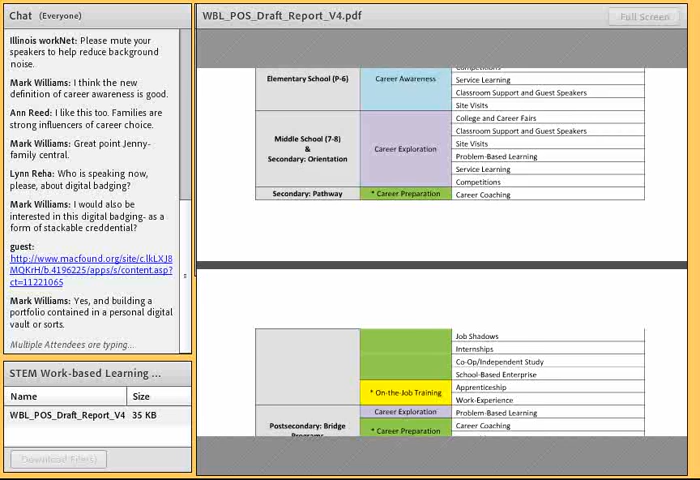 Chat (Everyone)
Illinois workNet: Please mute your
speakers to help reduce background
noise.
Mark Williams: I think the new
definition of career awareness is good.
Ann Reed: I like this too. Families are
strong influencers of career choice.
Mark Williams: Great point Jenny-
family central.
Lynn Reha: Who is speaking now,
please, about digital badging?
Mark Williams: I would also be
interested in this digital badging- as a
form of stackable creddential?
guest:
http://www.macfound.org/site/c.lkLXJ8
MQKrH/b.4196225/apps/s/content.asp?
ct=11221065
Mark Williams: Yes, and building a
portfolio contained in a personal digital
vault or sorts.
Multiple Attendees are typing...
STEM Work-based Learning ...
Name Size
WBL_POS_Draft_Report_V4 35 KB
Download File(s)
WBL_POS_Draft_Report_V4.pdf
Full Screen
Competitions
Elementary School (P-6) Career Awareness Service Learning
Classroom Support and Guest Speakers
Site Visits
College and Career Fairs
Classroom Support and Guest Speakers
Middle School (7-8) Site Visits
& Career Exploration Problem-Based Learning
Secondary: Orientation Service Learning
Competitions
Secondary: Pathway * Career Preparation Career Coaching
Job Shadows
Internships
Co-Op/Independent Study
School-Based Enterprise
* On-the-Job Training Apprenticeship
Work-Experience
Career Exploration Problem-Based Learning
Postsecondary: Bridge * Career Preparation Career Coaching
Programs